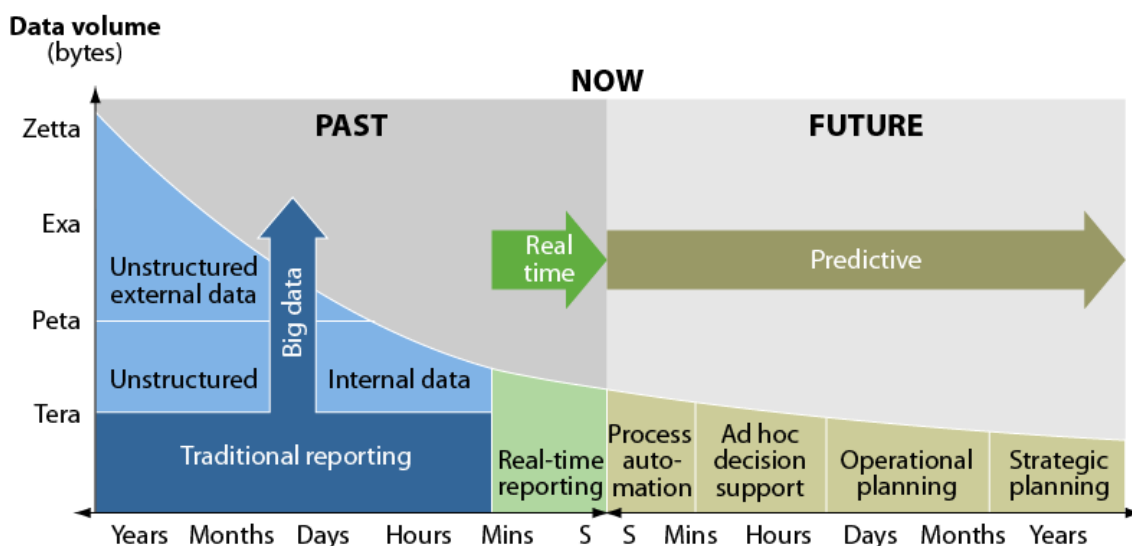 Data volume
(bytes)
NOW
PAST
FUTURE
Zetta
Exa
Peta
Tera
Unstructured
external data
Big data
Real
time
Predictive
Unstructured
Internal data
Traditional reporting
Real-time
reporting
Process
auto-
mation
Ad hoc
decision
support
Operational
planning
Strategic
planning
Years Months Days Hours Mins S S Mins Hours Days Months Years